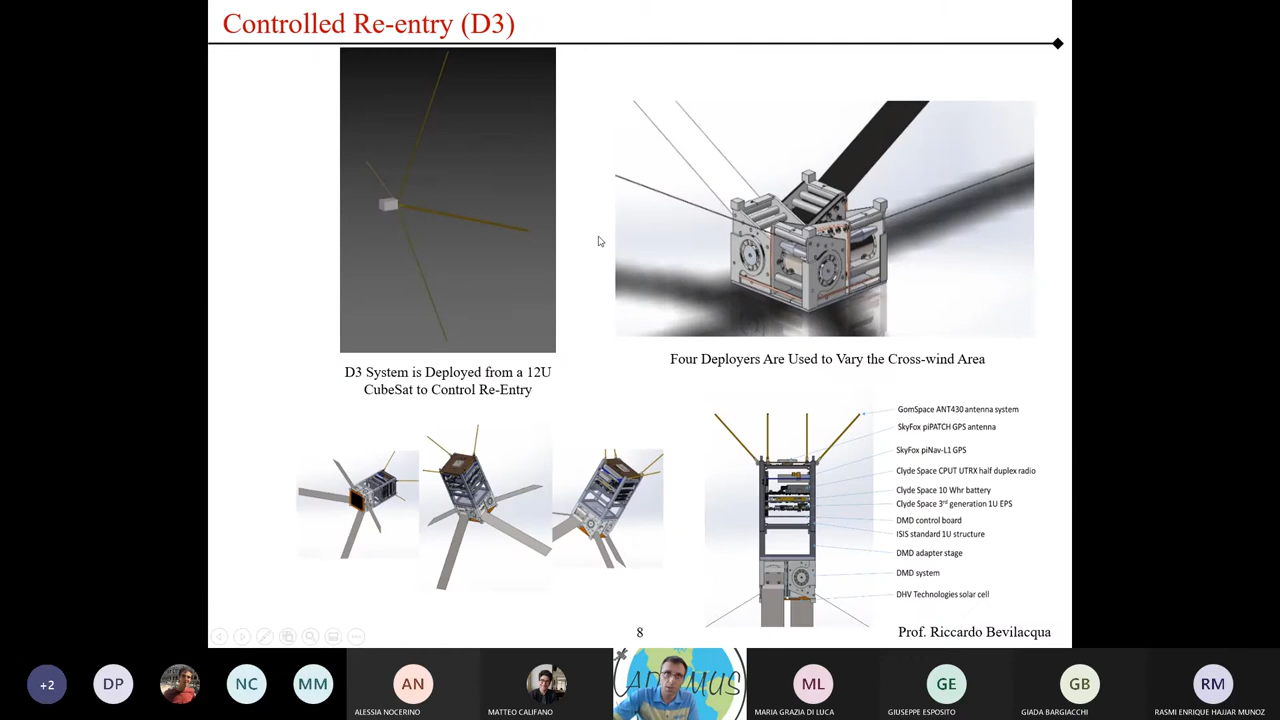 Controlled Re-entry (D3)
D3 System is Deployed from a 12U
CubeSat to Control Re-Entry
Four Deployers Are Used to Vary the Cross-wind Area
GomSpace ANT430 antenna system
SkyFox piPATCH GPS antenna
SkyFox piNav-L1 GPS
Clyde Space CPUT UTRX half duplex radio
Clyde Space 10 Whr battery
Clyde Space 3rd generation 1U EPS
DMD control board
ISIS standard 1U structure
DMD adapter stage
DMD system
DHV Technologies solar cell
8
Prof. Riccardo Bevilacqua
+2
DP
NC
MM
AN
ALESSIA NOCERINO
MATTEO CALIFANO
ML
MARIA GRAZIA DI LUCA
GE
GIUSEPPE ESPOSITO
GB
GIADA BARGIACCHI
RM
RASMI ENRIQUE HAJJAR MUNOZ